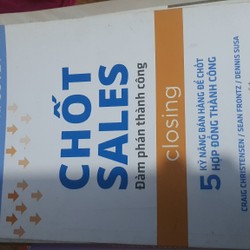 CHỐT
SALES
Đàm phán thành công
closing
5 KỸ NĂNG BÁN HÀNG ĐỂ CHỐT
HỢP ĐỒNG THÀNH CÔNG
CRAIG CHRISTENSEN / SEAN FRONTZ / DENNIS SUSA